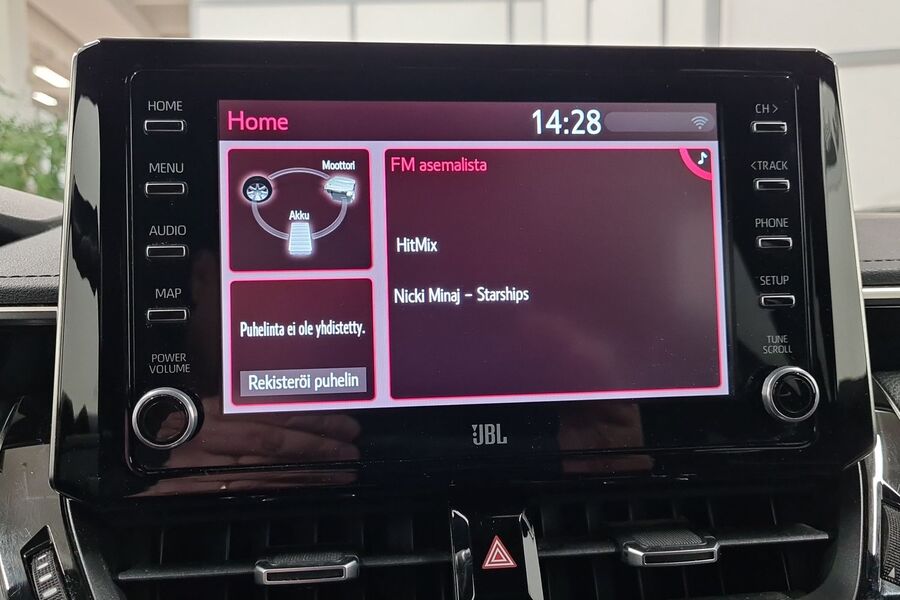 HOME
MENU
AUDIO
MAP
POWER
VOLUME
Home
14:28
Moottori
Akku
Puhelinta ei ole yhdistetty.
Rekisteröi puhelin
FM asemalista
HitMix
Nicki Minaj – Starships
CH >
< TRACK
PHONE
SETUP
TUNE
SCROLL
JBL